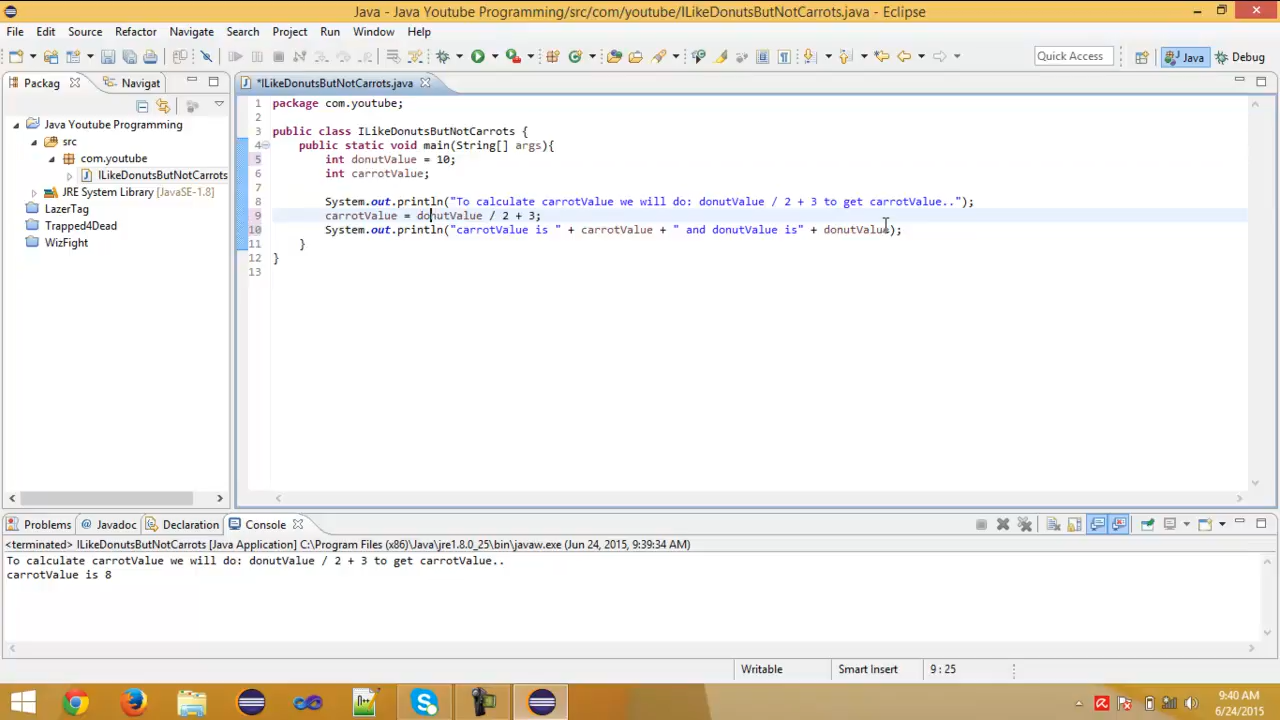 Java - Java Youtube Programming/src/com/youtube/ILikeDonutsButNotCarrots.java - Eclipse
File Edit Source Refactor Navigate Search Project Run Window Help
Quick Access Java Debug
Packag Navigat
*ILikeDonutsButNotCarrots.java
Java Youtube Programming
src
com.youtube
ILikeDonutsButNotCarrots
JRE System Library [JavaSE-1.8]
LazerTag
Trapped4Dead
WizFight
1 package com.youtube;
2
3 public class ILikeDonutsButNotCarrots {
4 public static void main(String[] args){
5 int donutValue = 10;
6 int carrotValue;
7
8 System.out.println("To calculate carrotValue we will do: donutValue / 2 + 3 to get carrotValue..");
9 carrotValue = donutValue / 2 + 3;
10 System.out.println("carrotValue is " + carrotValue + " and donutValue is" + donutValue);
11 }
12 }
13
Problems Javadoc Declaration Console
<terminated> ILikeDonutsButNotCarrots [Java Application] C:\Program Files (x86)\Java\jre1.8.0_25\bin\javaw.exe (Jun 24, 2015, 9:39:34 AM)
To calculate carrotValue we will do: donutValue / 2 + 3 to get carrotValue..
carrotValue is 8
Writable Smart Insert 9 : 25
9:40 AM
6/24/2015